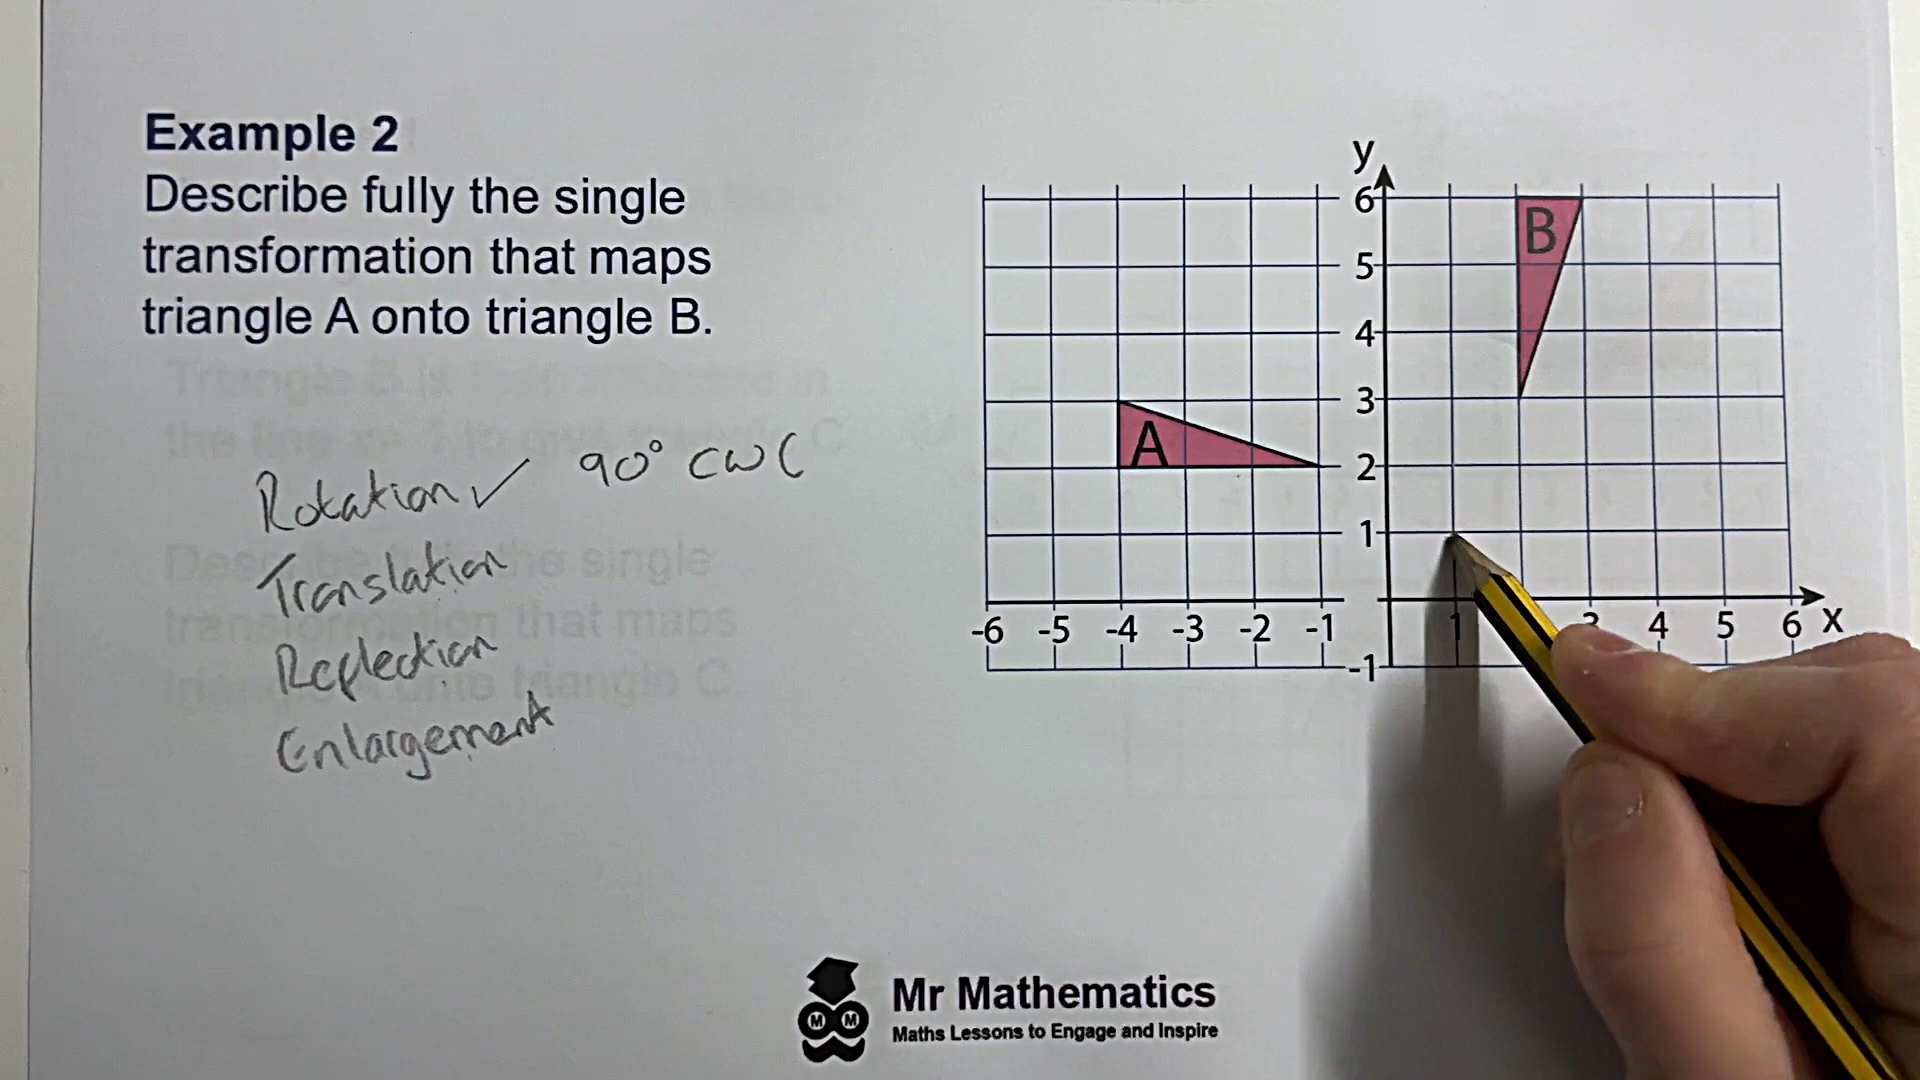 Example 2
Describe fully the single
transformation that maps
triangle A onto triangle B.
Rotation ✓ 90° CWC
Translation
Reflection
Enlargement
y
6
5
4
3
2
1
-1
-6 -5 -4 -3 -2 -1 1 3 4 5 6 x
A
B
Mr Mathematics
M M
Maths Lessons to Engage and Inspire